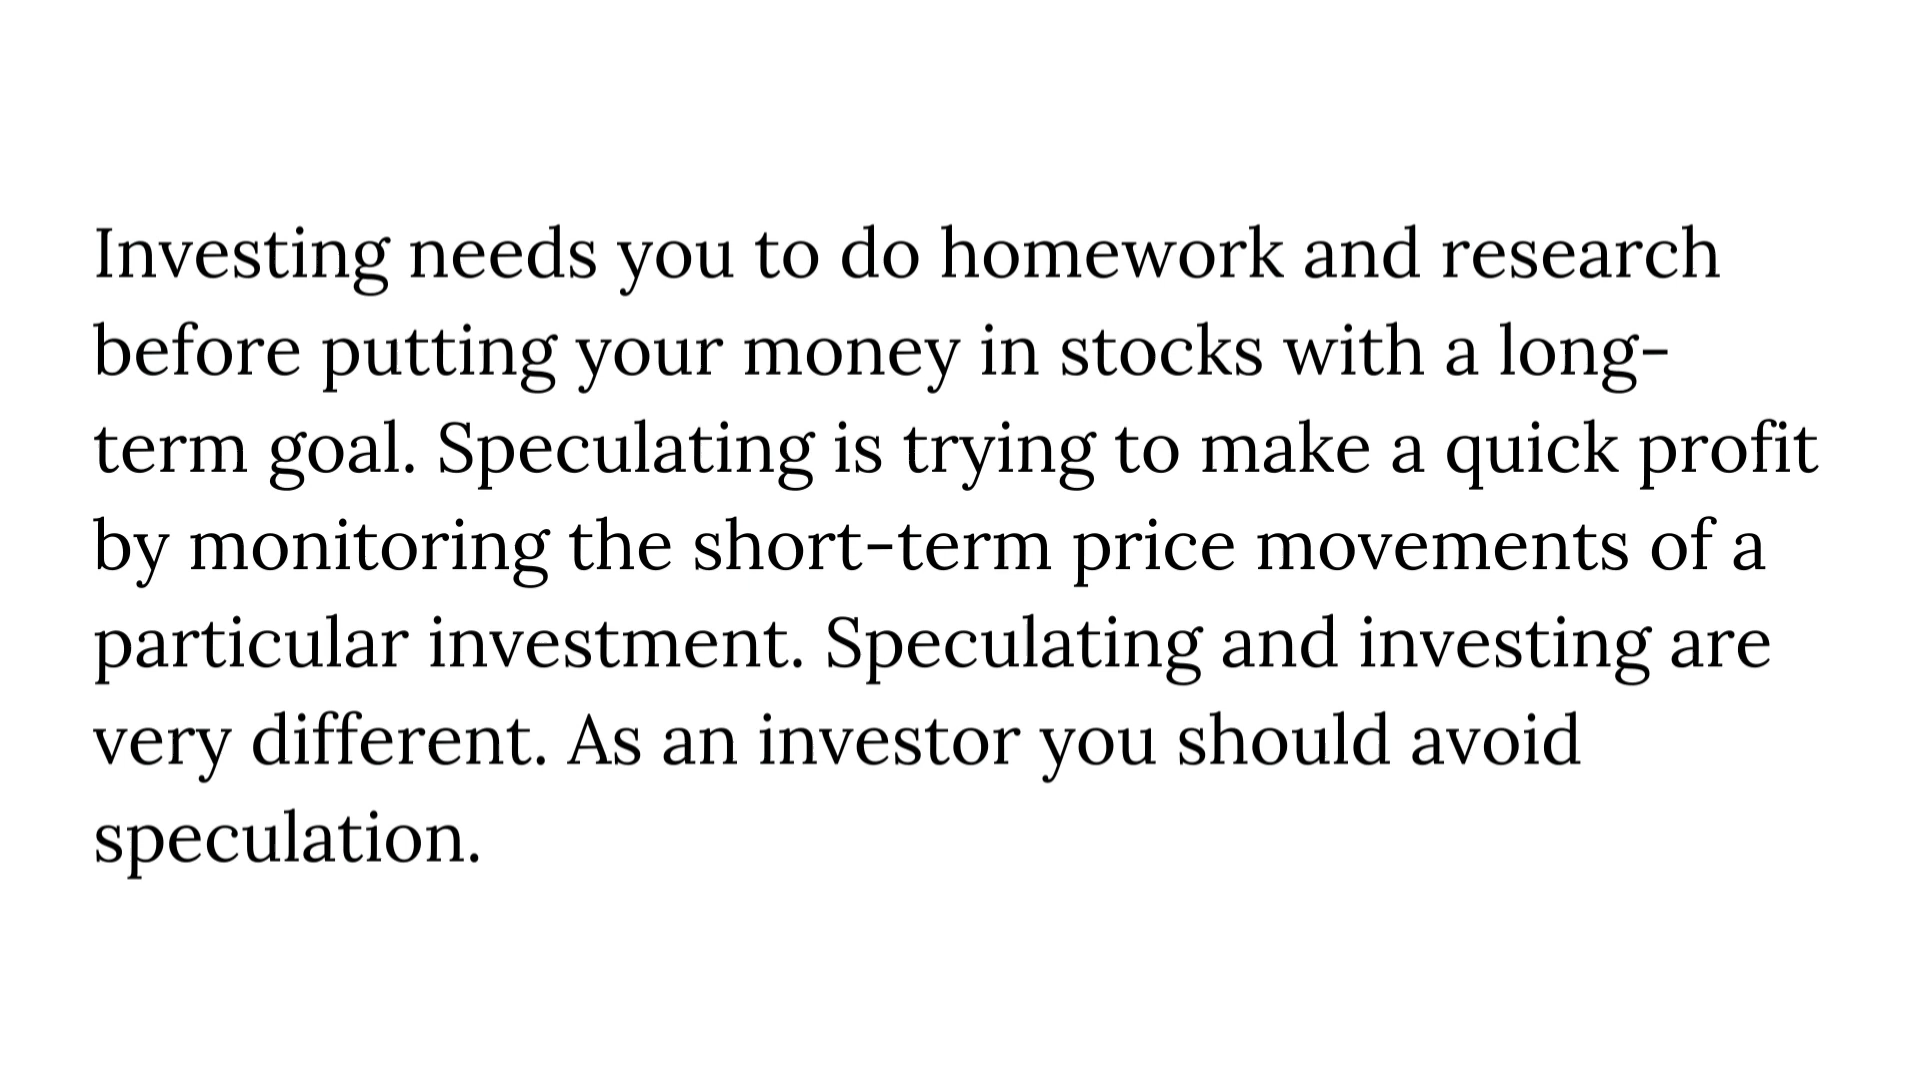 Investing needs you to do homework and research
before putting your money in stocks with a long-
term goal. Speculating is trying to make a quick profit
by monitoring the short-term price movements of a
particular investment. Speculating and investing are
very different. As an investor you should avoid
speculation.